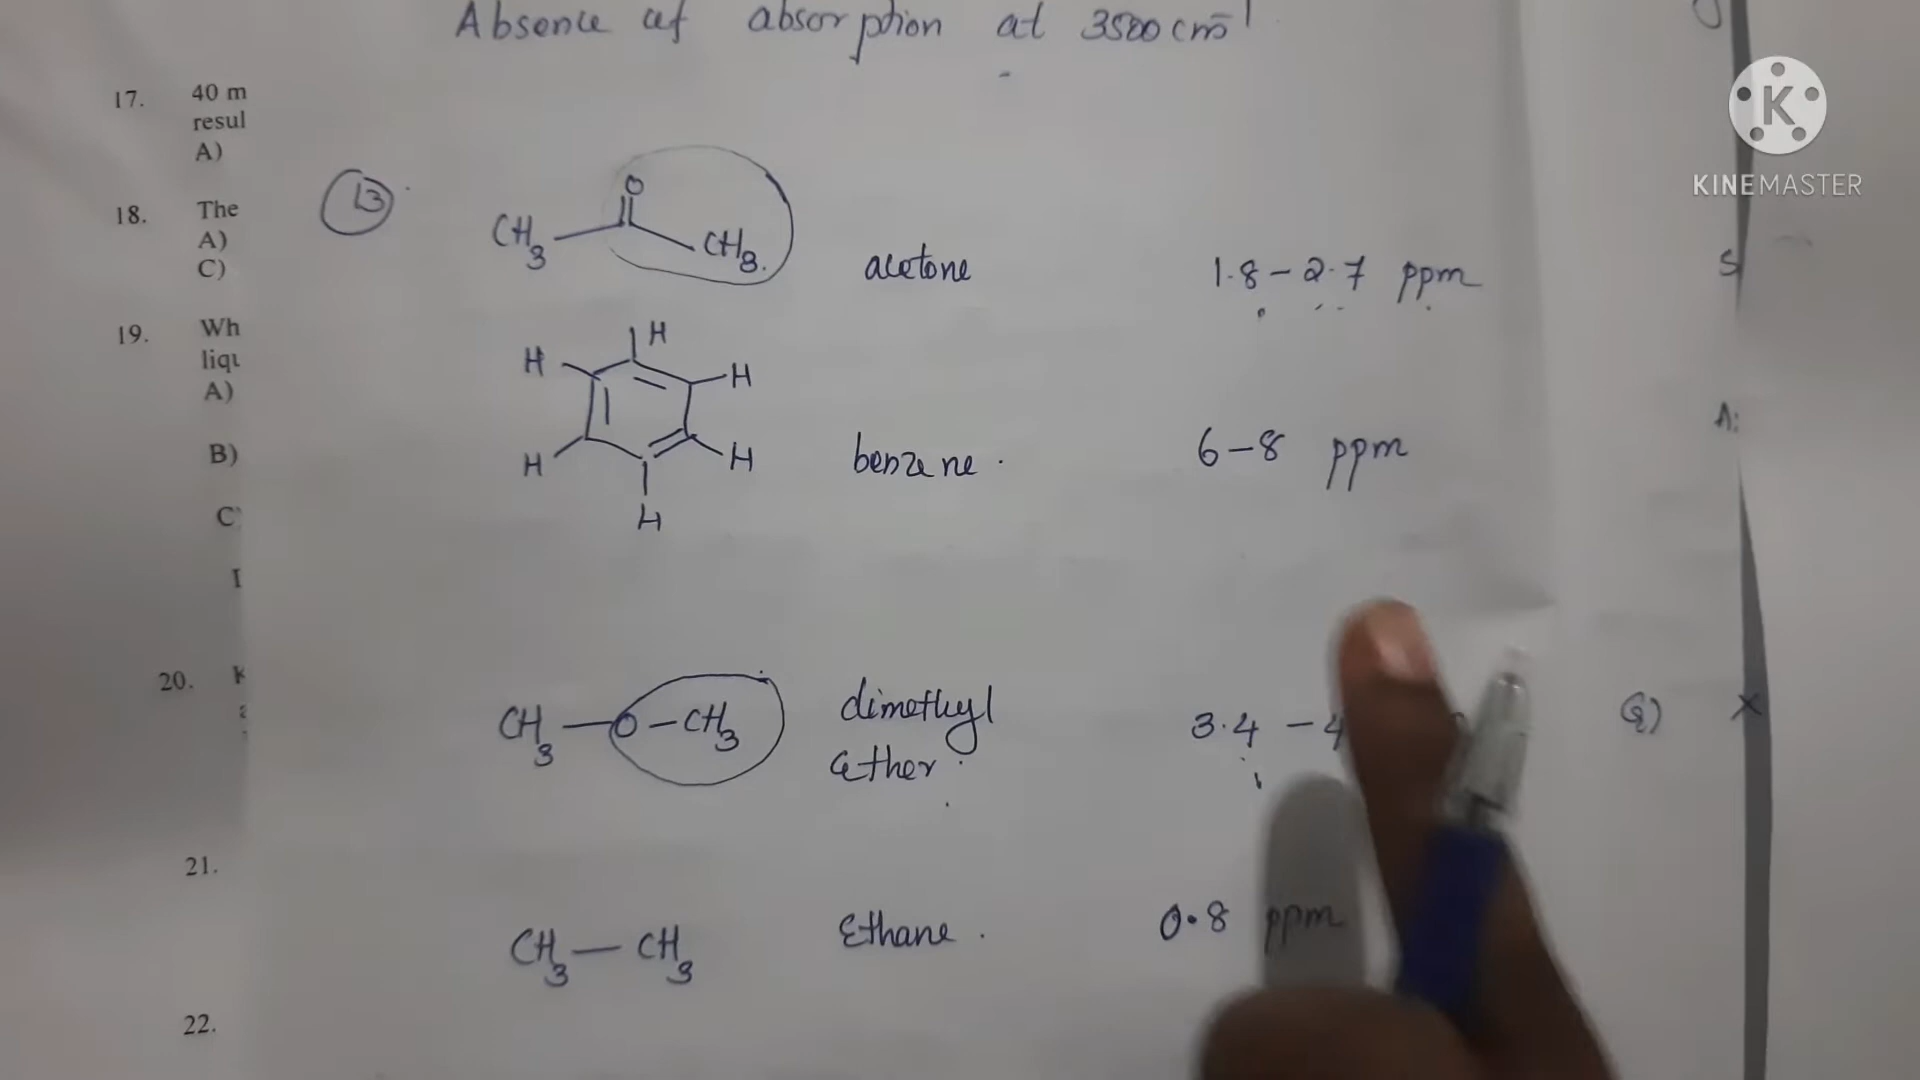 Absence of absorption at 3500 cm⁻¹
17. 40 m
resul
A)
18. The
A)
C)
19. Wh
liqu
A)
B)
C
I
20. K
21.
22.
KINEMASTER
13
O
CH3 CH3 acetone 1.8 – 2.7 ppm
H
H H
H H benzene. 6 – 8 ppm
H
CH3 – O – CH3 dimethyl 3.4 – 4
ether.
CH3 – CH3 Ethane. 0.8 ppm
S
A: